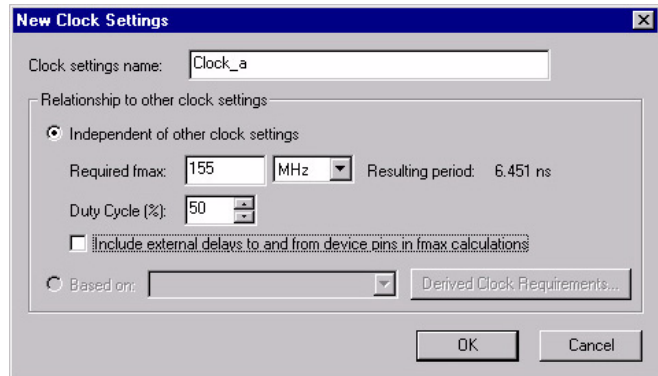 New Clock Settings
Clock settings name: Clock_a
Relationship to other clock settings
Independent of other clock settings
Required fmax: 155 MHz Resulting period: 6.451 ns
Duty Cycle (%): 50
Include external delays to and from device pins in fmax calculations
Based on: Derived Clock Requirements...
OK Cancel